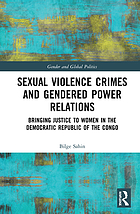 Gender and Global Politics
SEXUAL VIOLENCE CRIMES
AND GENDERED POWER
RELATIONS
BRINGING JUSTICE TO WOMEN IN THE
DEMOCRATIC REPUBLIC OF THE CONGO
Bilge Sahin